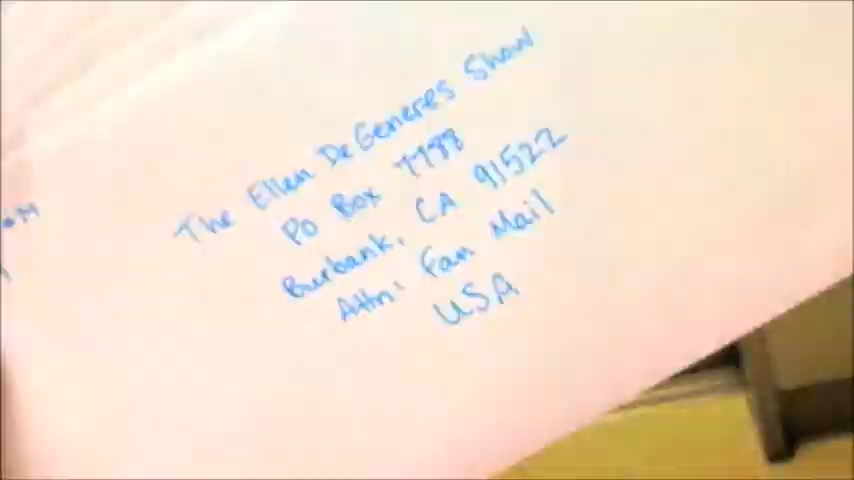 The Ellen DeGeneres Show
PO Box 7788
Burbank, CA 91522
Attn: Fan Mail
USA